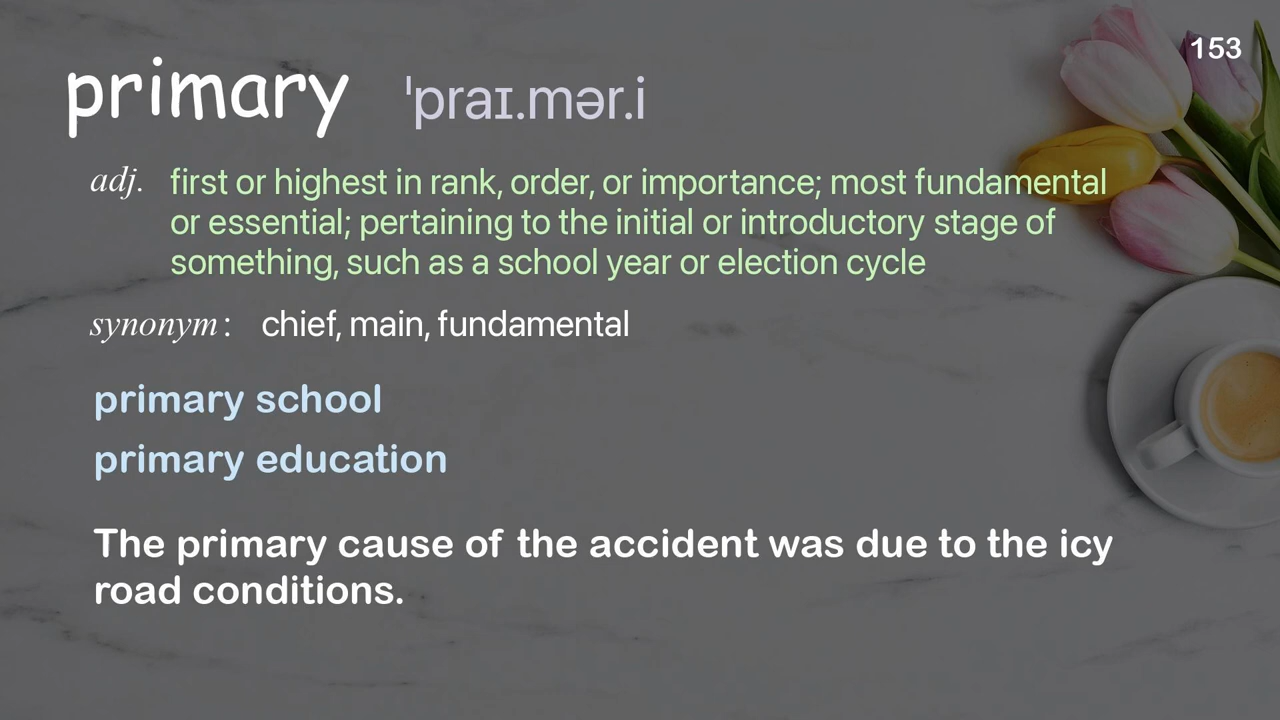 153
primary ˈpraɪ.mər.i
adj. first or highest in rank, order, or importance; most fundamental
or essential; pertaining to the initial or introductory stage of
something, such as a school year or election cycle
synonym: chief, main, fundamental
primary school
primary education
The primary cause of the accident was due to the icy
road conditions.